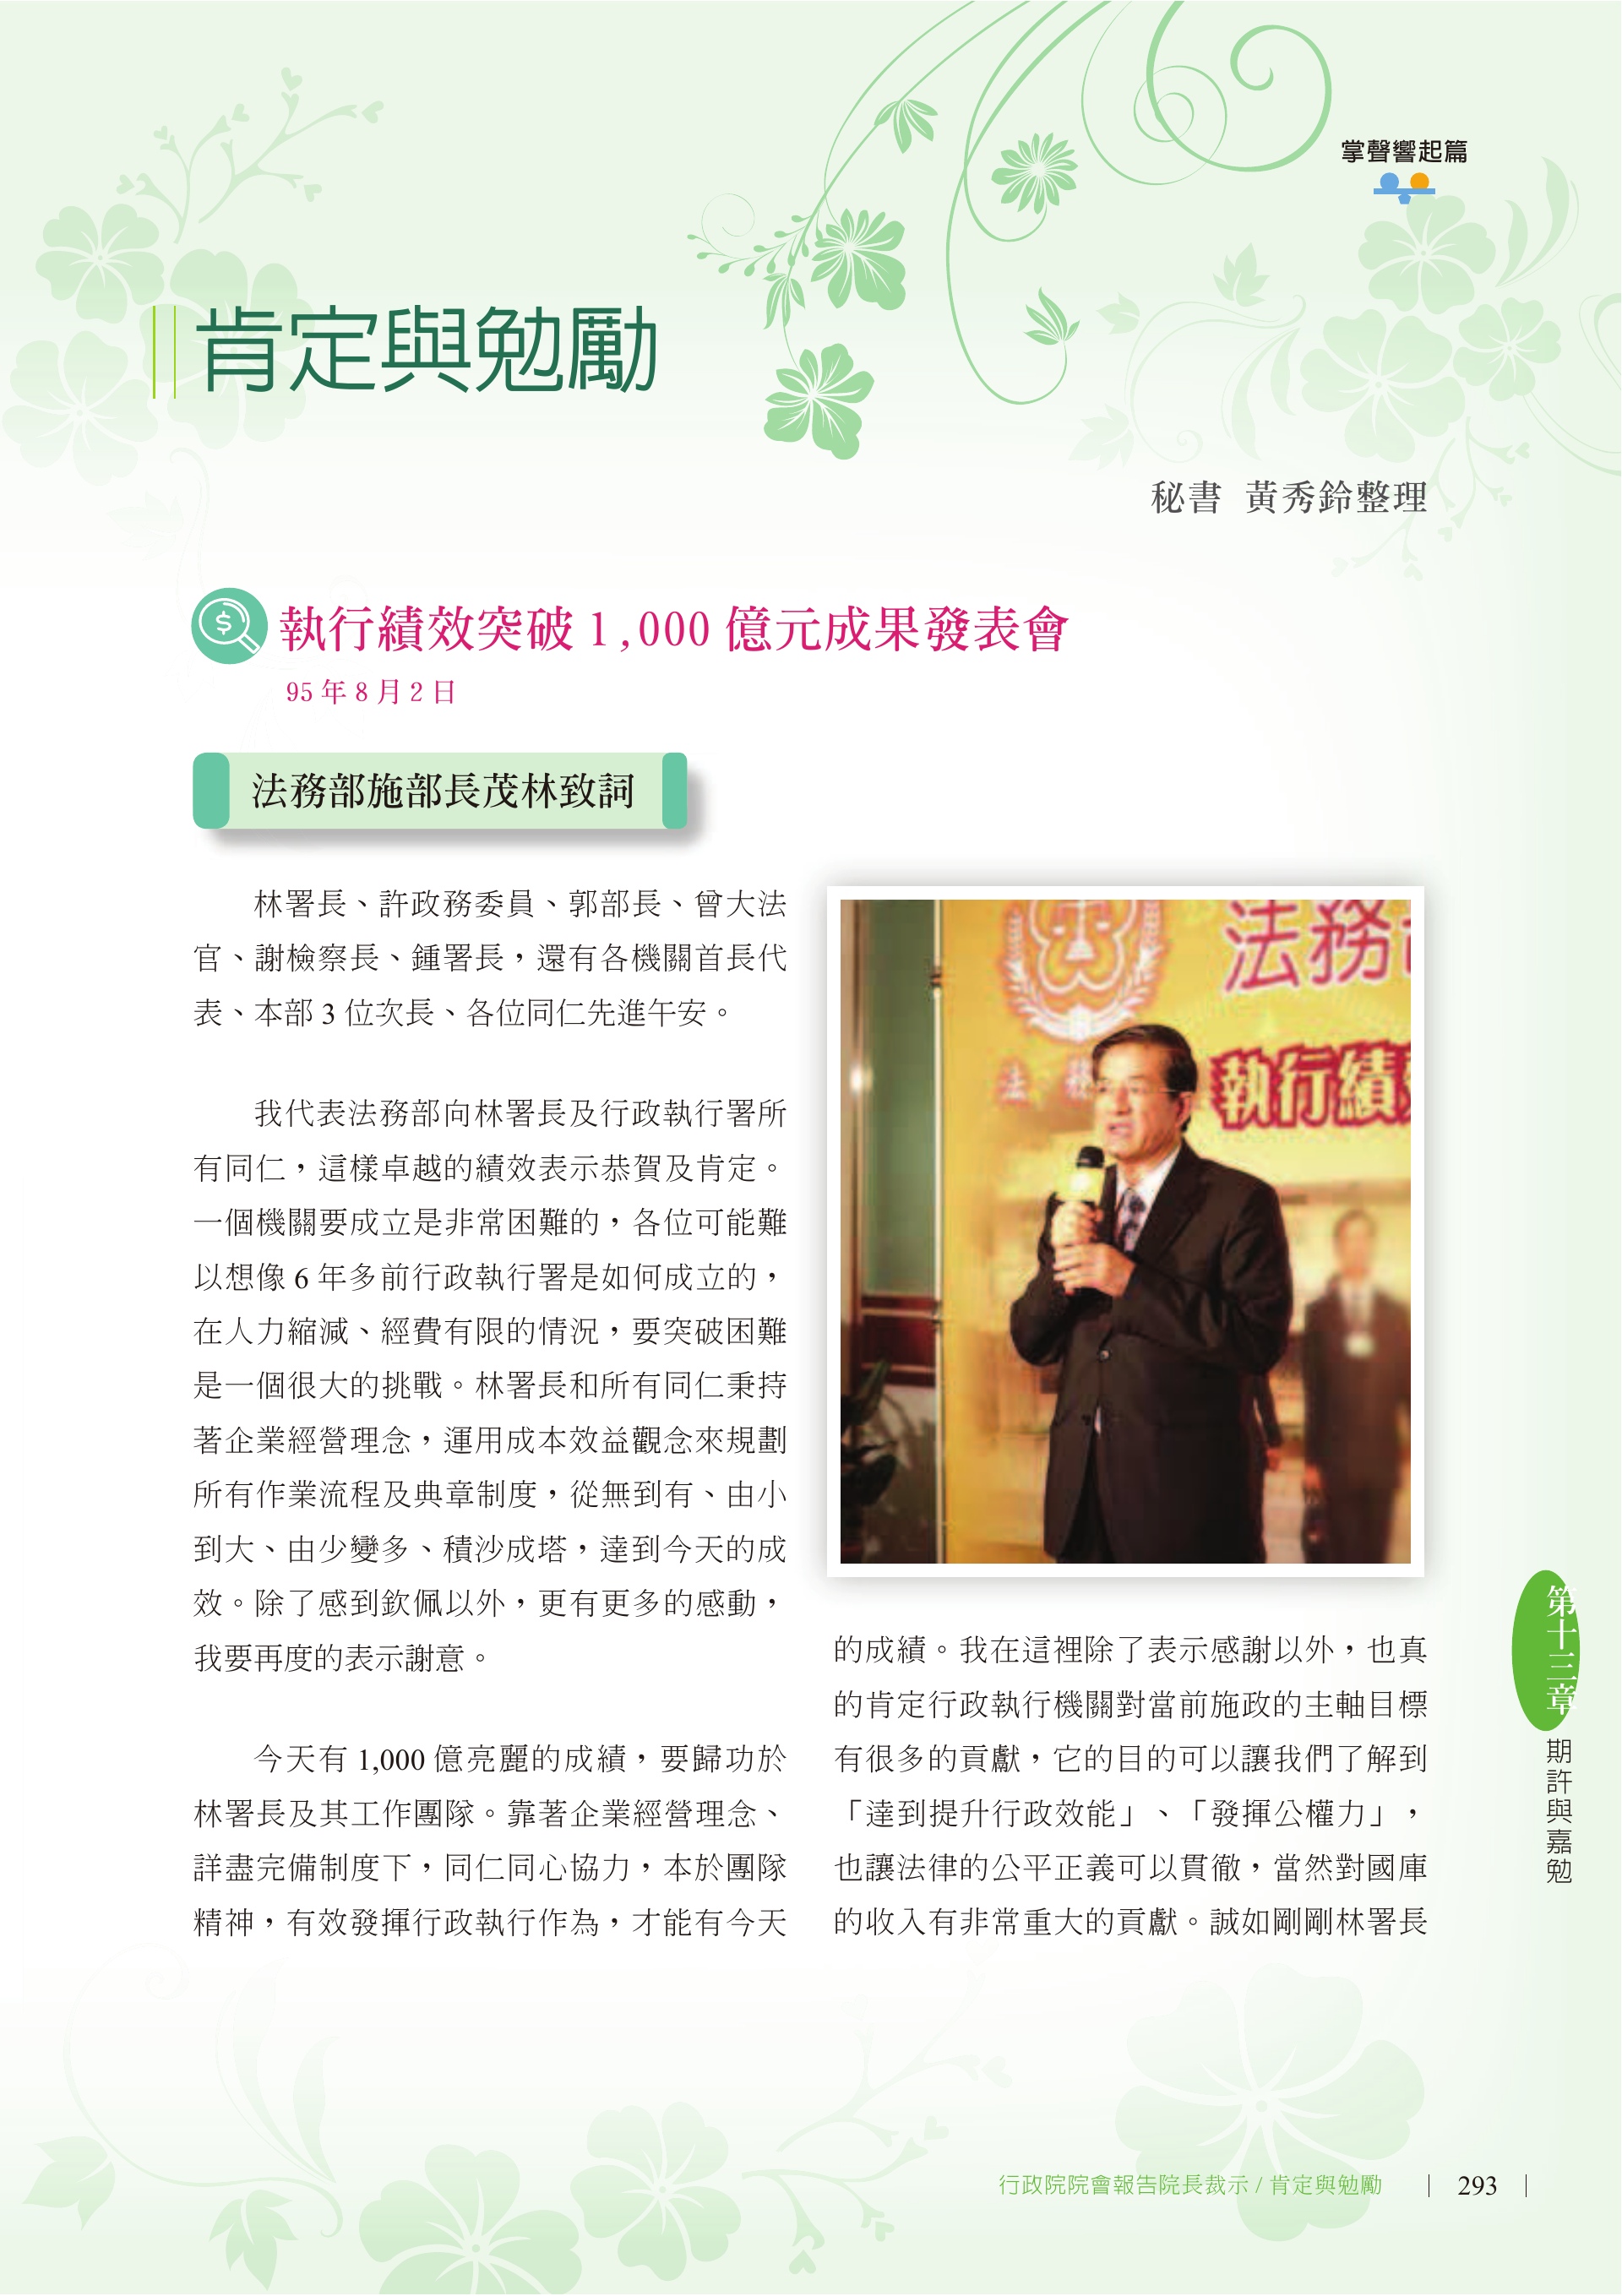 掌聲響起篇
肯定與勉勵
秘書 黃秀鈴整理
執行績效突破 1,000 億元成果發表會
95 年 8 月 2 日
法務部施部長茂林致詞
林署長、許政務委員、郭部長、曾大法
官、謝檢察長、鍾署長，還有各機關首長代
表、本部 3 位次長、各位同仁先進午安。
我代表法務部向林署長及行政執行署所
有同仁，這樣卓越的績效表示恭賀及肯定。
一個機關要成立是非常困難的，各位可能難
以想像 6 年多前行政執行署是如何成立的，
在人力縮減、經費有限的情況，要突破困難
是一個很大的挑戰。林署長和所有同仁秉持
著企業經營理念，運用成本效益觀念來規劃
所有作業流程及典章制度，從無到有、由小
到大、由少變多、積沙成塔，達到今天的成
效。除了感到欽佩以外，更有更多的感動，
我要再度的表示謝意。
今天有 1,000 億亮麗的成績，要歸功於
林署長及其工作團隊。靠著企業經營理念、
詳盡完備制度下，同仁同心協力，本於團隊
精神，有效發揮行政執行作為，才能有今天
法務
法 務
執行績
的成績。我在這裡除了表示感謝以外，也真
的肯定行政執行機關對當前施政的主軸目標
有很多的貢獻，它的目的可以讓我們了解到
「達到提升行政效能」、「發揮公權力」，
也讓法律的公平正義可以貫徹，當然對國庫
的收入有非常重大的貢獻。誠如剛剛林署長
第十三章
期許與嘉勉
行政院院會報告院長裁示 / 肯定與勉勵
293